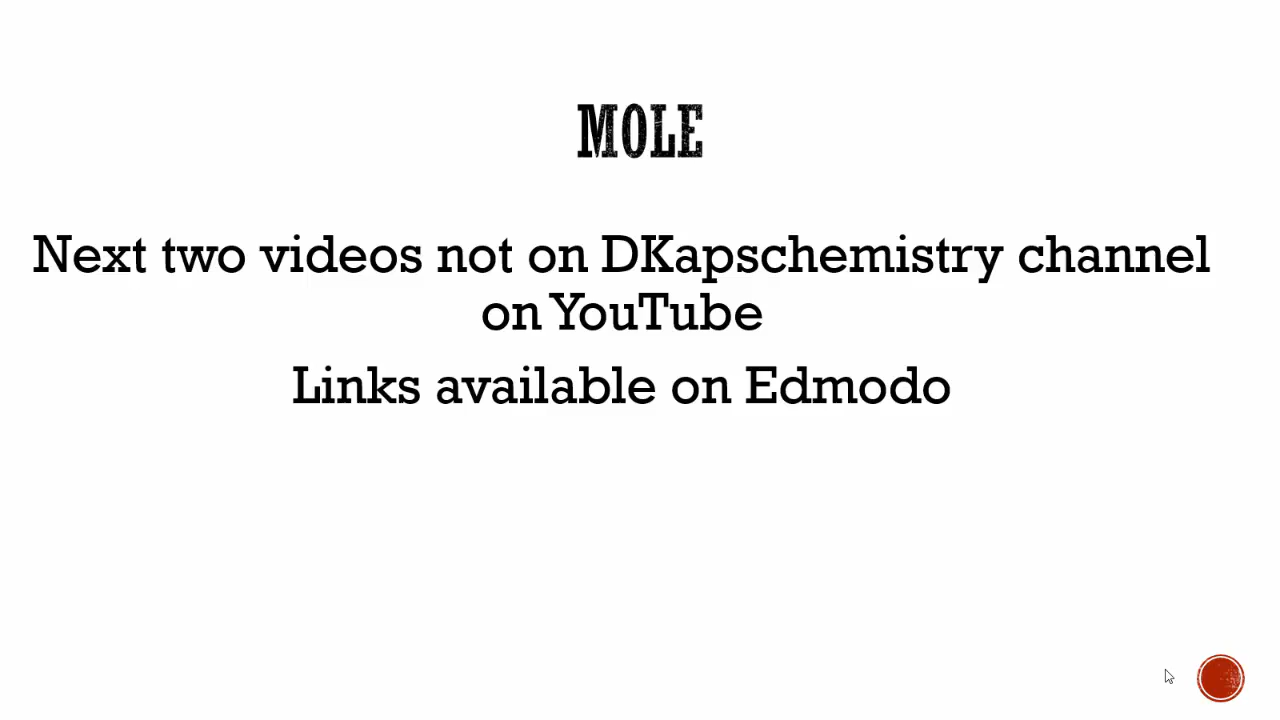 MOLE
Next two videos not on DKapschemistry channel
on YouTube
Links available on Edmodo